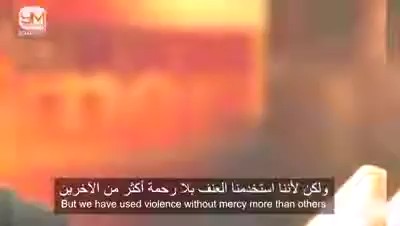 ولكن لأننا استخدمنا العنف بلا رحمة أكثر من الآخرين
But we have used violence without mercy more than others